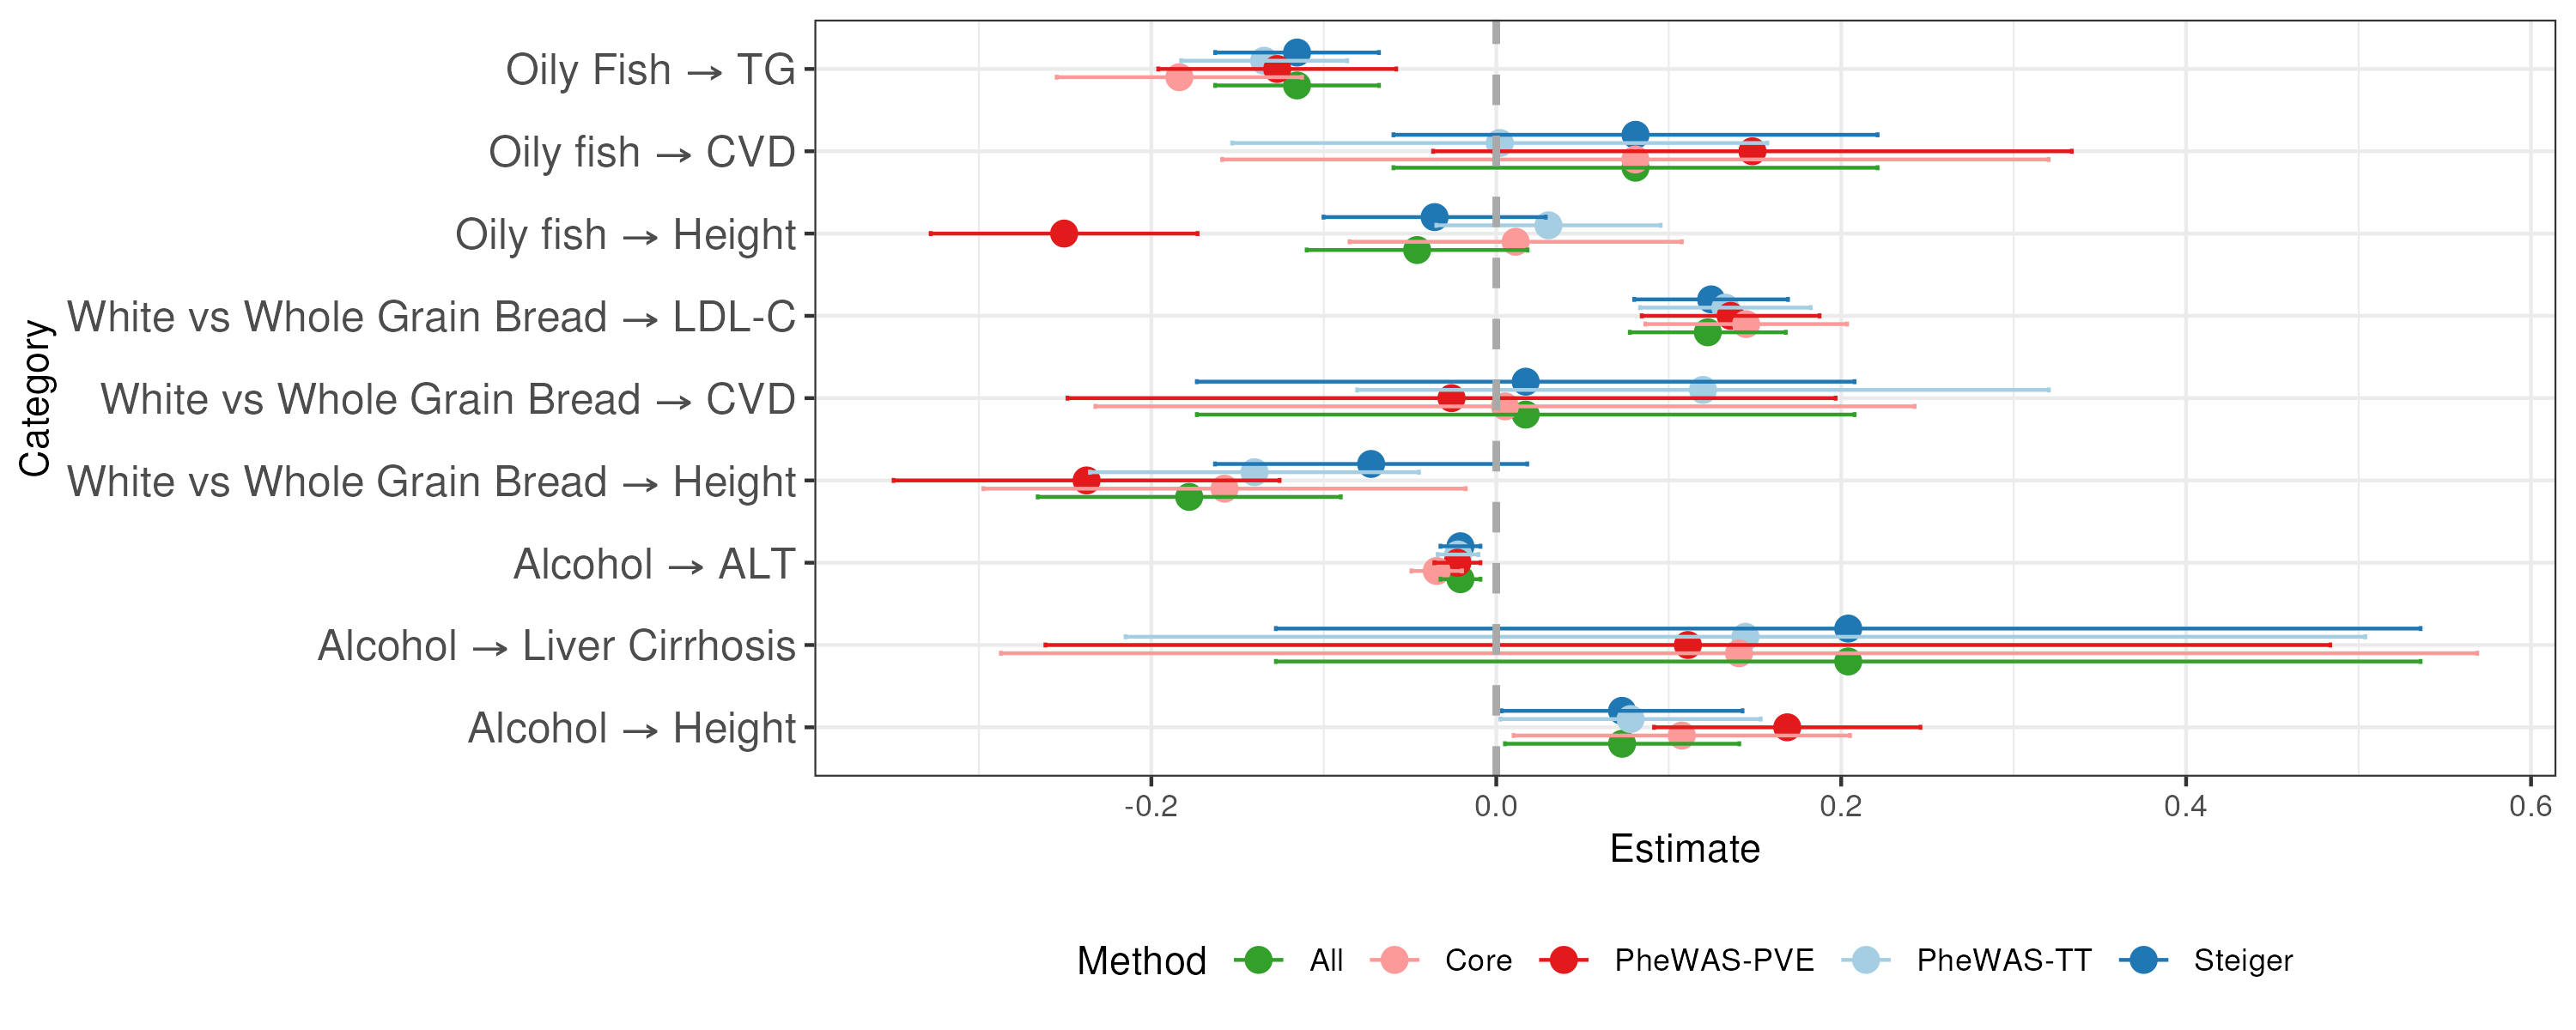 Category
Oily Fish → TG
Oily fish → CVD
Oily fish → Height
White vs Whole Grain Bread → LDL-C
White vs Whole Grain Bread → CVD
White vs Whole Grain Bread → Height
Alcohol → ALT
Alcohol → Liver Cirrhosis
Alcohol → Height
-0.2 0.0 0.2 0.4 0.6
Estimate
Method All Core PheWAS-PVE PheWAS-TT Steiger